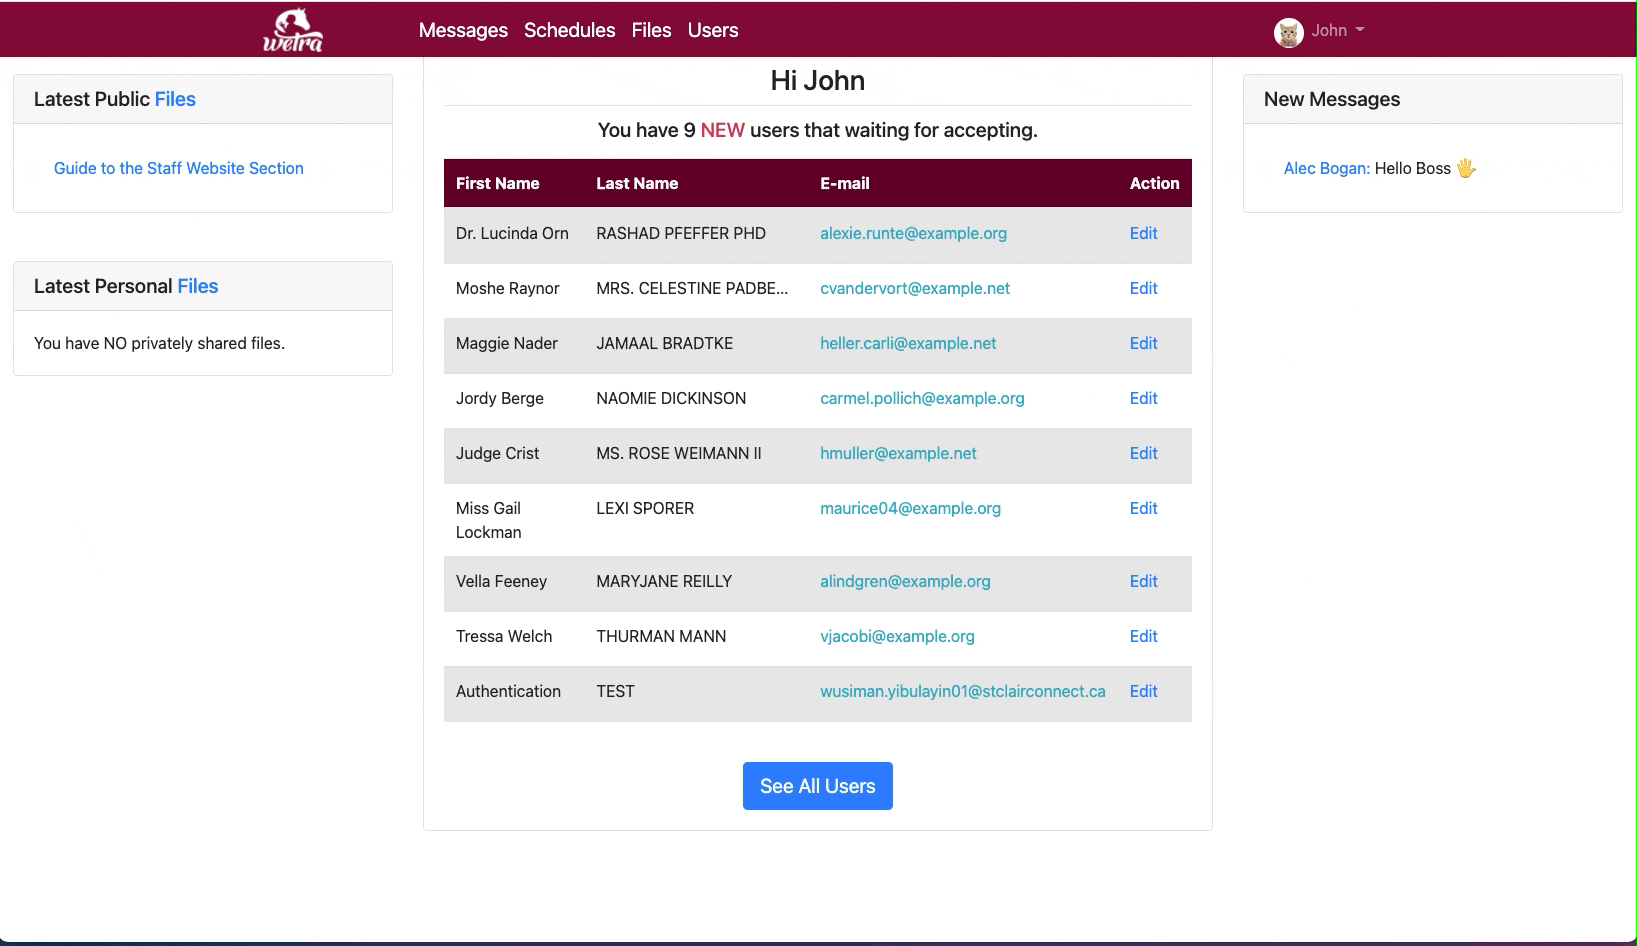 wetra
Messages Schedules Files Users
John
Latest Public Files
Guide to the Staff Website Section
Latest Personal Files
You have NO privately shared files.
Hi John
You have 9 NEW users that waiting for accepting.
First Name Last Name E-mail Action
Dr. Lucinda Orn RASHAD PFEFFER PHD alexie.runte@example.org Edit
Moshe Raynor MRS. CELESTINE PADBE... cvandervort@example.net Edit
Maggie Nader JAMAAL BRADTKE heller.carli@example.net Edit
Jordy Berge NAOMIE DICKINSON carmel.pollich@example.org Edit
Judge Crist MS. ROSE WEIMANN II hmuller@example.net Edit
Miss Gail LEXI SPORER maurice04@example.org Edit
Lockman
Vella Feeney MARYJANE REILLY alindgren@example.org Edit
Tressa Welch THURMAN MANN vjacobi@example.org Edit
Authentication TEST wusiman.yibulayin01@stclairconnect.ca Edit
See All Users
New Messages
Alec Bogan: Hello Boss 🖐